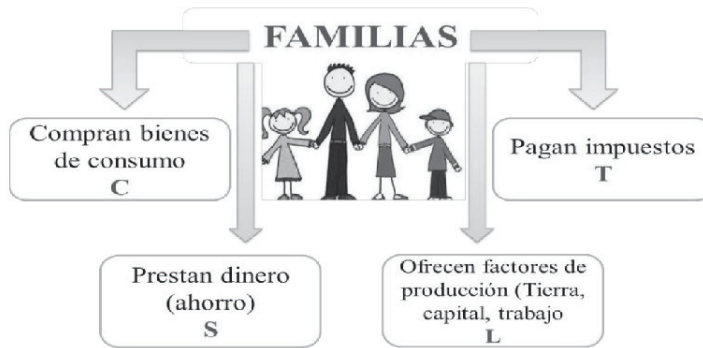 FAMILIAS
Compran bienes
de consumo
C
Pagan impuestos
T
Prestan dinero
(ahorro)
S
Ofrecen factores de
producción (Tierra,
capital, trabajo
L